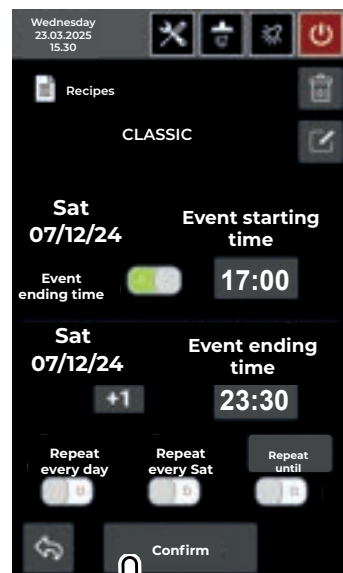 Wednesday
23.03.2025
15.30
Recipes
CLASSIC
Sat
07/12/24
Event starting
time
Event
ending time
17:00
Sat
07/12/24
Event ending
time
+1
23:30
Repeat
every day
Repeat
every Sat
Repeat
until
Confirm